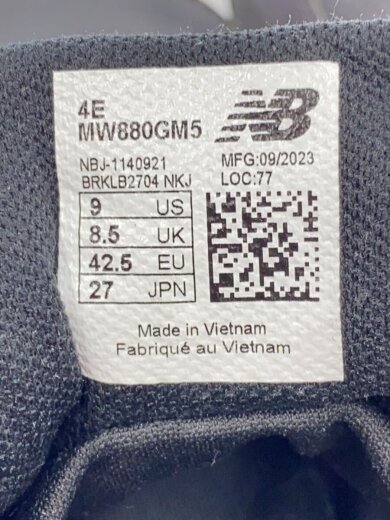 4E
MW880GM5
NB
NBJ-1140921
MFG:09/2023
BRKLB2704 NKJ
LOC:77
9 US
8.5 UK
42.5 EU
27 JPN
Made in Vietnam
Fabriqué au Vietnam